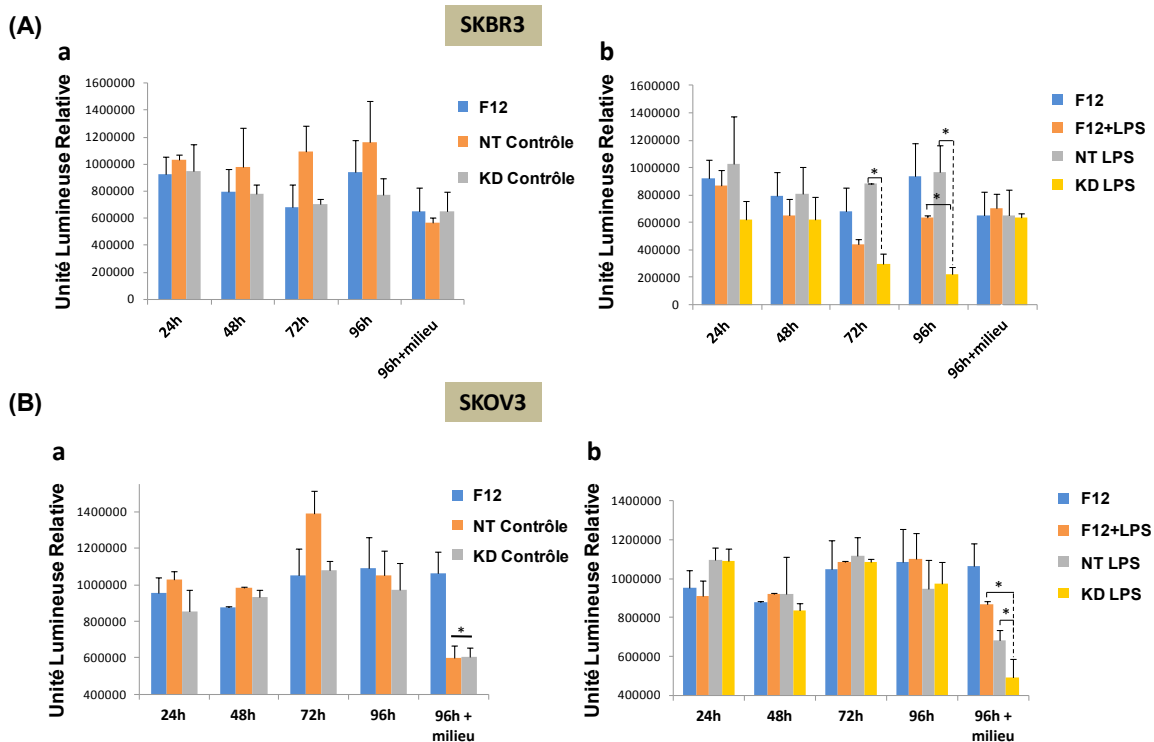 (A)
SKBR3
a
Unité Lumineuse Relative
1600000
1400000
1200000
1000000
800000
600000
400000
200000
0
24h
48h
72h
96h
96h+milieu
F12
NT Contrôle
KD Contrôle
b
Unité Lumineuse Relative
1600000
1400000
1200000
1000000
800000
600000
400000
200000
0
24h
48h
72h
96h
96h+milieu
*
*
*
F12
F12+LPS
NT LPS
KD LPS
(B)
SKOV3
a
Unité Lumineuse Relative
1400000
1200000
1000000
800000
600000
400000
24h
48h
72h
96h
96h +
milieu
*
F12
NT Contrôle
KD Contrôle
b
Unité Lumineuse Relative
1400000
1200000
1000000
800000
600000
400000
24h
48h
72h
96h
96h +
milieu
*
*
F12
F12+LPS
NT LPS
KD LPS